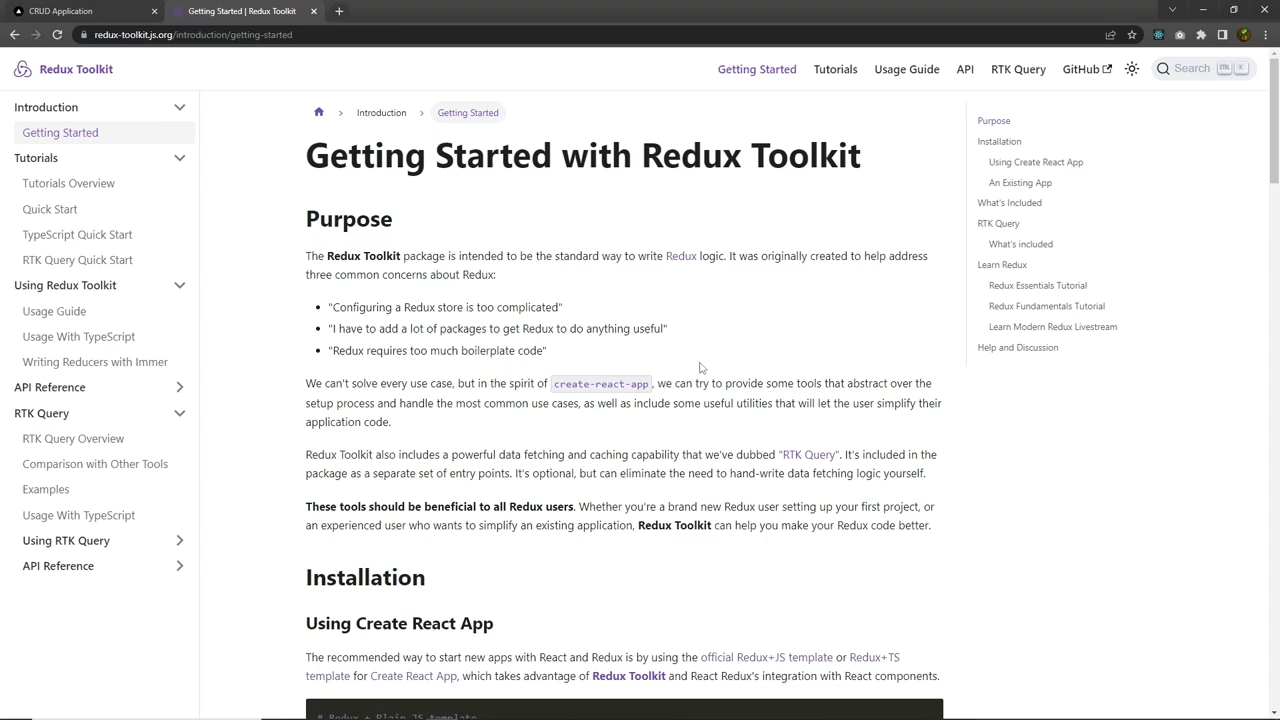 CRUD Application
Getting Started | Redux Toolkit
redux-toolkit.js.org/introduction/getting-started
Redux Toolkit
Getting Started
Tutorials
Usage Guide
API
RTK Query
GitHub
Search
CTRL K
Introduction
Getting Started
Tutorials
Tutorials Overview
Quick Start
TypeScript Quick Start
RTK Query Quick Start
Using Redux Toolkit
Usage Guide
Usage With TypeScript
Writing Reducers with Immer
API Reference
RTK Query
RTK Query Overview
Comparison with Other Tools
Examples
Usage With TypeScript
Using RTK Query
API Reference
Introduction
Getting Started
Getting Started with Redux Toolkit
Purpose
The Redux Toolkit package is intended to be the standard way to write Redux logic. It was originally created to help address
three common concerns about Redux:
"Configuring a Redux store is too complicated"
"I have to add a lot of packages to get Redux to do anything useful"
"Redux requires too much boilerplate code"
We can't solve every use case, but in the spirit of create-react-app, we can try to provide some tools that abstract over the
setup process and handle the most common use cases, as well as include some useful utilities that will let the user simplify their
application code.
Redux Toolkit also includes a powerful data fetching and caching capability that we've dubbed "RTK Query". It's included in the
package as a separate set of entry points. It's optional, but can eliminate the need to hand-write data fetching logic yourself.
These tools should be beneficial to all Redux users. Whether you're a brand new Redux user setting up your first project, or
an experienced user who wants to simplify an existing application, Redux Toolkit can help you make your Redux code better.
Installation
Using Create React App
The recommended way to start new apps with React and Redux is by using the official Redux+JS template or Redux+TS
template for Create React App, which takes advantage of Redux Toolkit and React Redux's integration with React components.
# Redux + Plain JS template
Purpose
Installation
Using Create React App
An Existing App
What's Included
RTK Query
What's included
Learn Redux
Redux Essentials Tutorial
Redux Fundamentals Tutorial
Learn Modern Redux Livestream
Help and Discussion